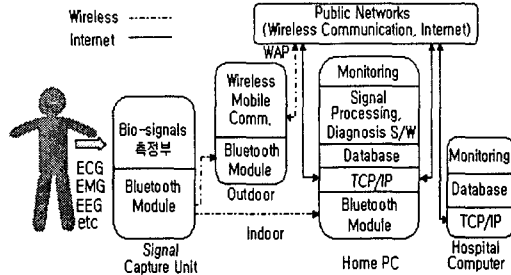 Wireless
Internet
Public Networks
(Wireless Communication, Internet)
WAP
Wireless
Mobile
Comm.
Bluetooth
Module
Outdoor
Monitoring
Signal
Processing,
Diagnosis S/W
Database
TCP/IP
Bluetooth
Module
Home PC
Bio-signals
측정부
Bluetooth
Module
Signal
Capture Unit
ECG
EMG
EEG
etc
Indoor
Monitoring
Database
TCP/IP
Hospital
Computer